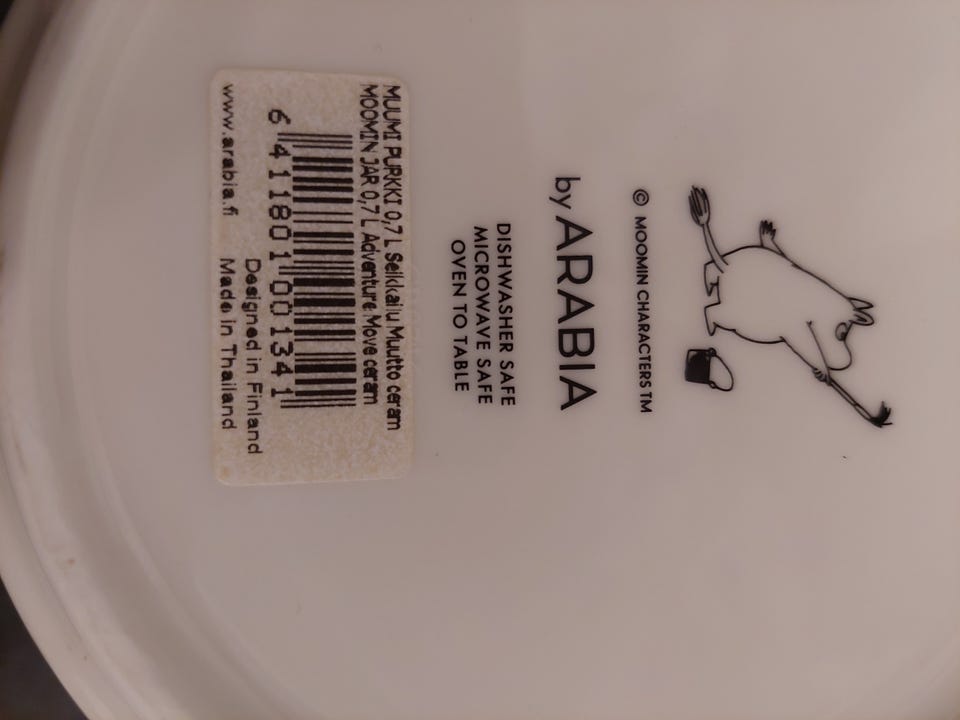 © MOOMIN CHARACTERS TM
by ARABIA
DISHWASHER SAFE
MICROWAVE SAFE
OVEN TO TABLE
MUUMI PURKKI 0,7 L Seikkailu Muutto ceram
MOOMIN JAR 0,7 L Adventure Move ceram
6 411801 001341
Designed in Finland
www.arabia.fi Made in Thailand